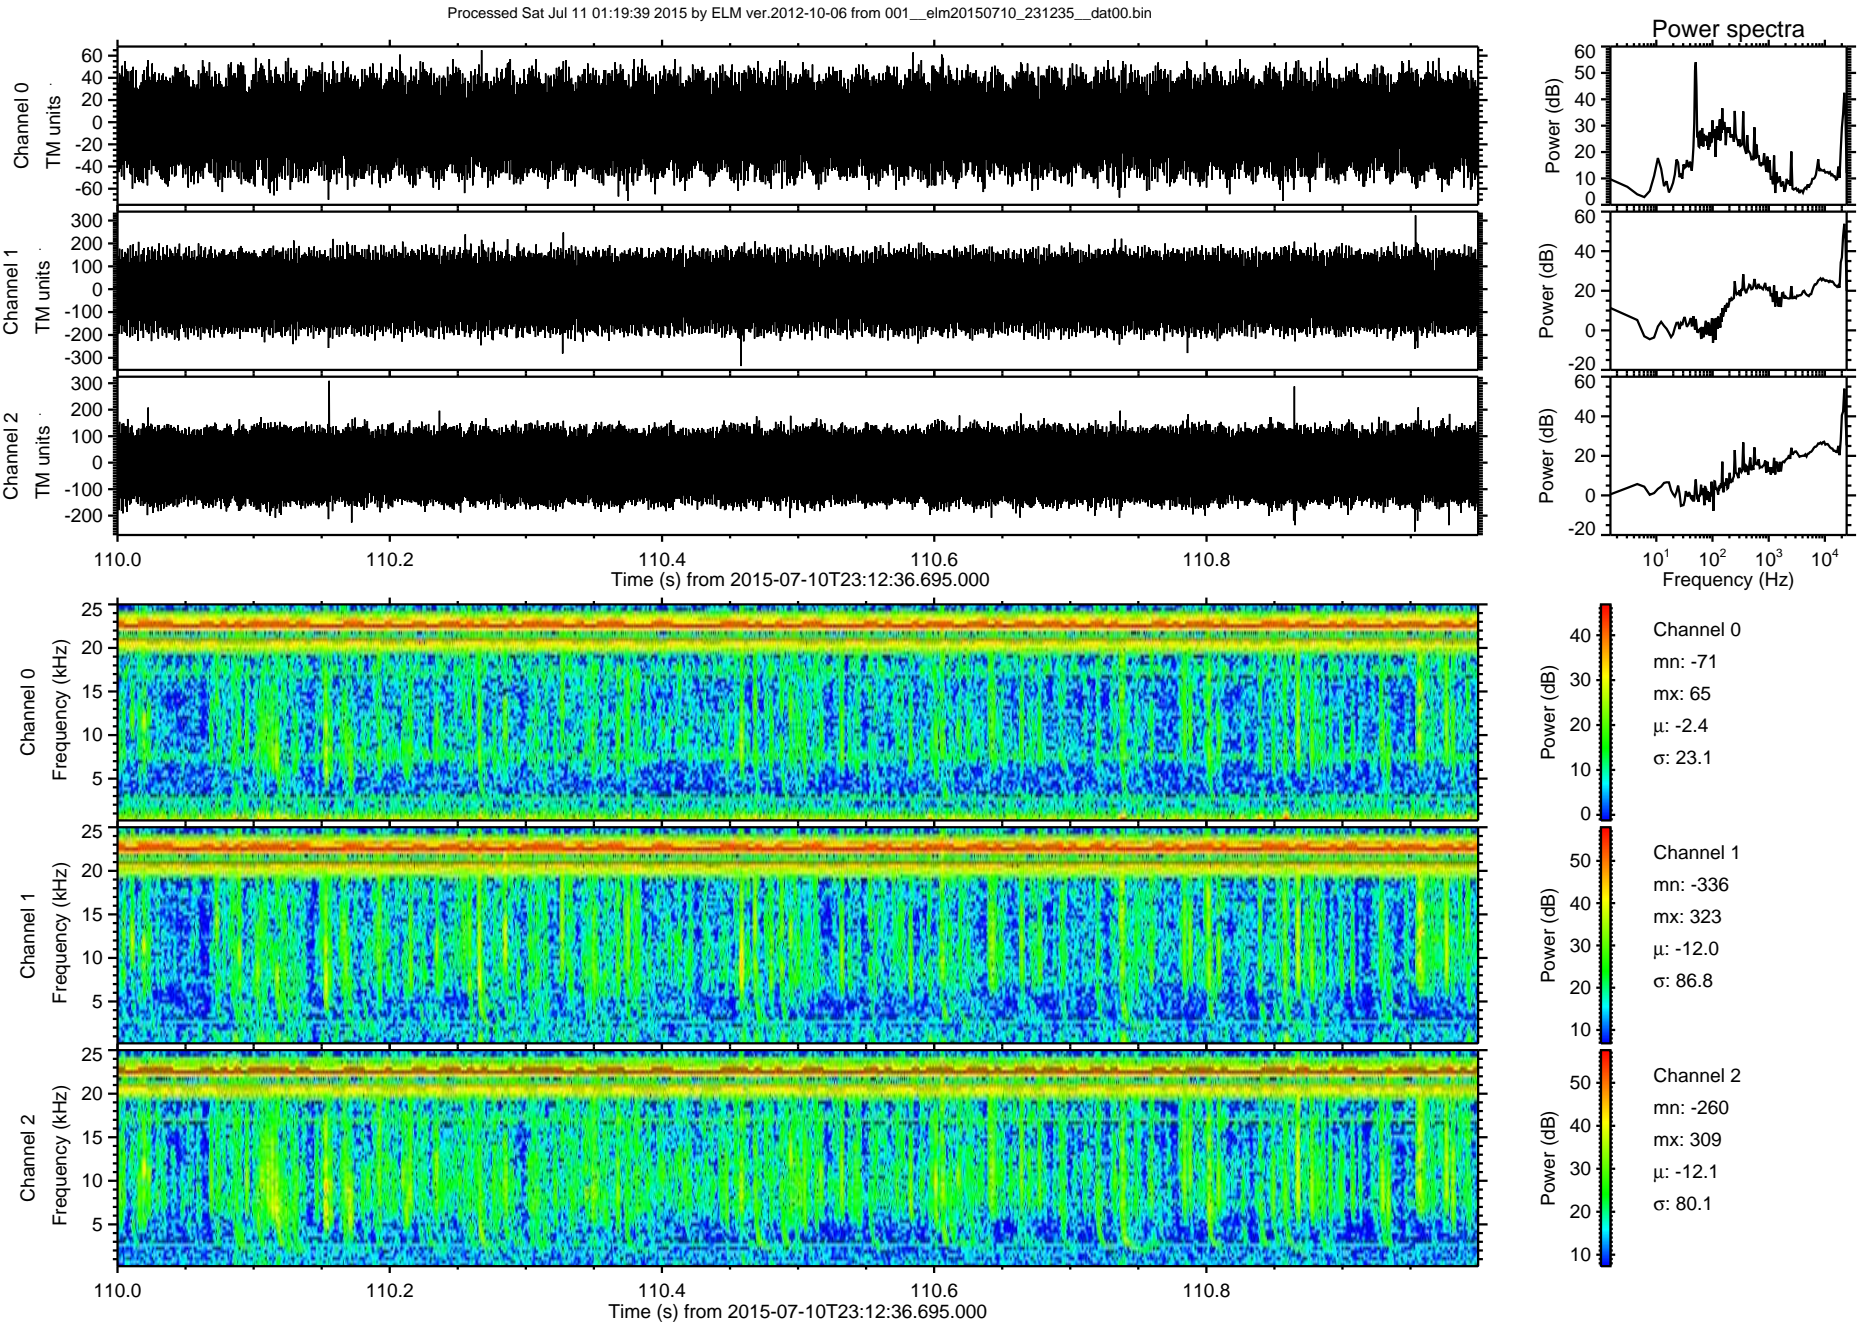 Processed Sat Jul 11 01:19:39 2015 by ELM ver.2012-10-06 from 001__elm20150710_231235__dat00.bin
Power spectra
Channel 0
TM units
60
40
20
0
-20
-40
-60
Power (dB)
60
50
40
30
20
10
0
Channel 1
TM units
300
200
100
0
-100
-200
-300
Power (dB)
60
40
20
0
-20
Channel 2
TM units
300
200
100
0
-100
-200
Power (dB)
60
40
20
0
-20
110.0 110.2 110.4 110.6 110.8
Time (s) from 2015-07-10T23:12:36.695.000
10¹ 10² 10³ 10⁴
Frequency (Hz)
Channel 0
Frequency (kHz)
25
20
15
10
5
Power (dB)
40
30
20
10
0
Channel 0
mn: -71
mx: 65
μ: -2.4
σ: 23.1
Channel 1
Frequency (kHz)
25
20
15
10
5
Power (dB)
50
40
30
20
10
Channel 1
mn: -336
mx: 323
μ: -12.0
σ: 86.8
Channel 2
Frequency (kHz)
25
20
15
10
5
Power (dB)
50
40
30
20
10
Channel 2
mn: -260
mx: 309
μ: -12.1
σ: 80.1
110.0 110.2 110.4 110.6 110.8
Time (s) from 2015-07-10T23:12:36.695.000